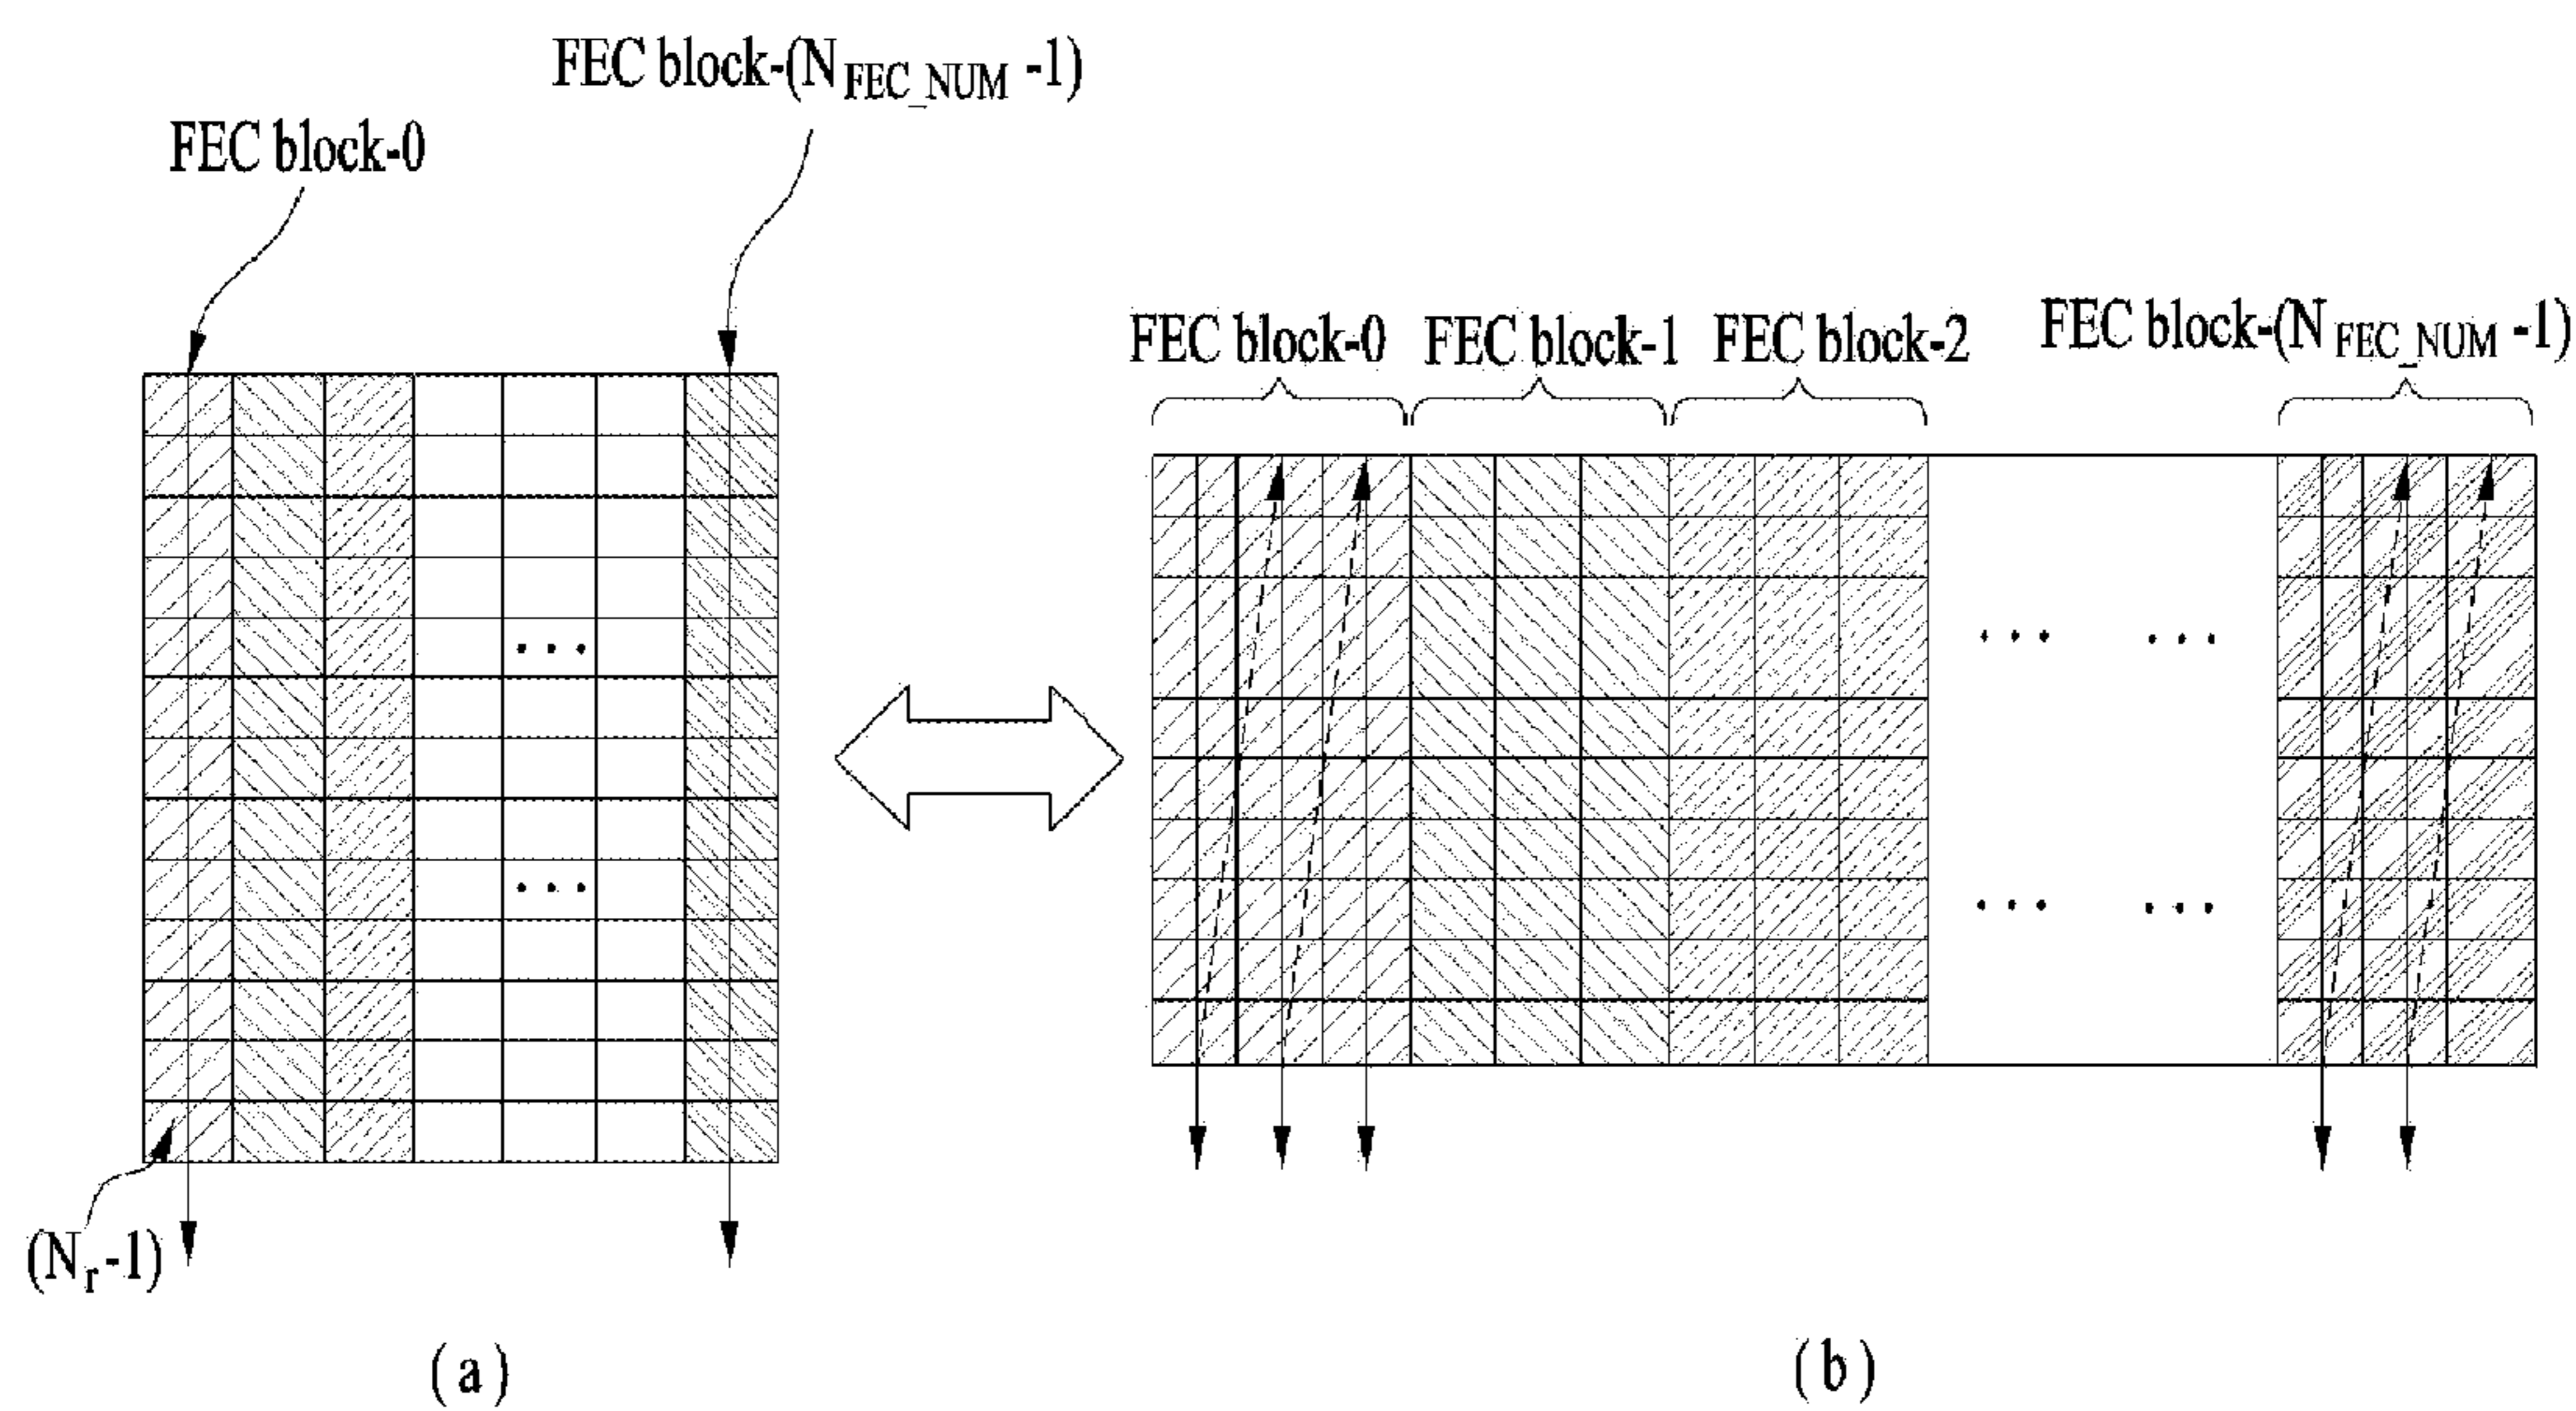 FEC block-(N FEC_NUM -1)
FEC block-0
FEC block-0 FEC block-1 FEC block-2 FEC block-(N FEC_NUM -1)
... ... ...
... ... ...
(Nr-1)
(a) (b)